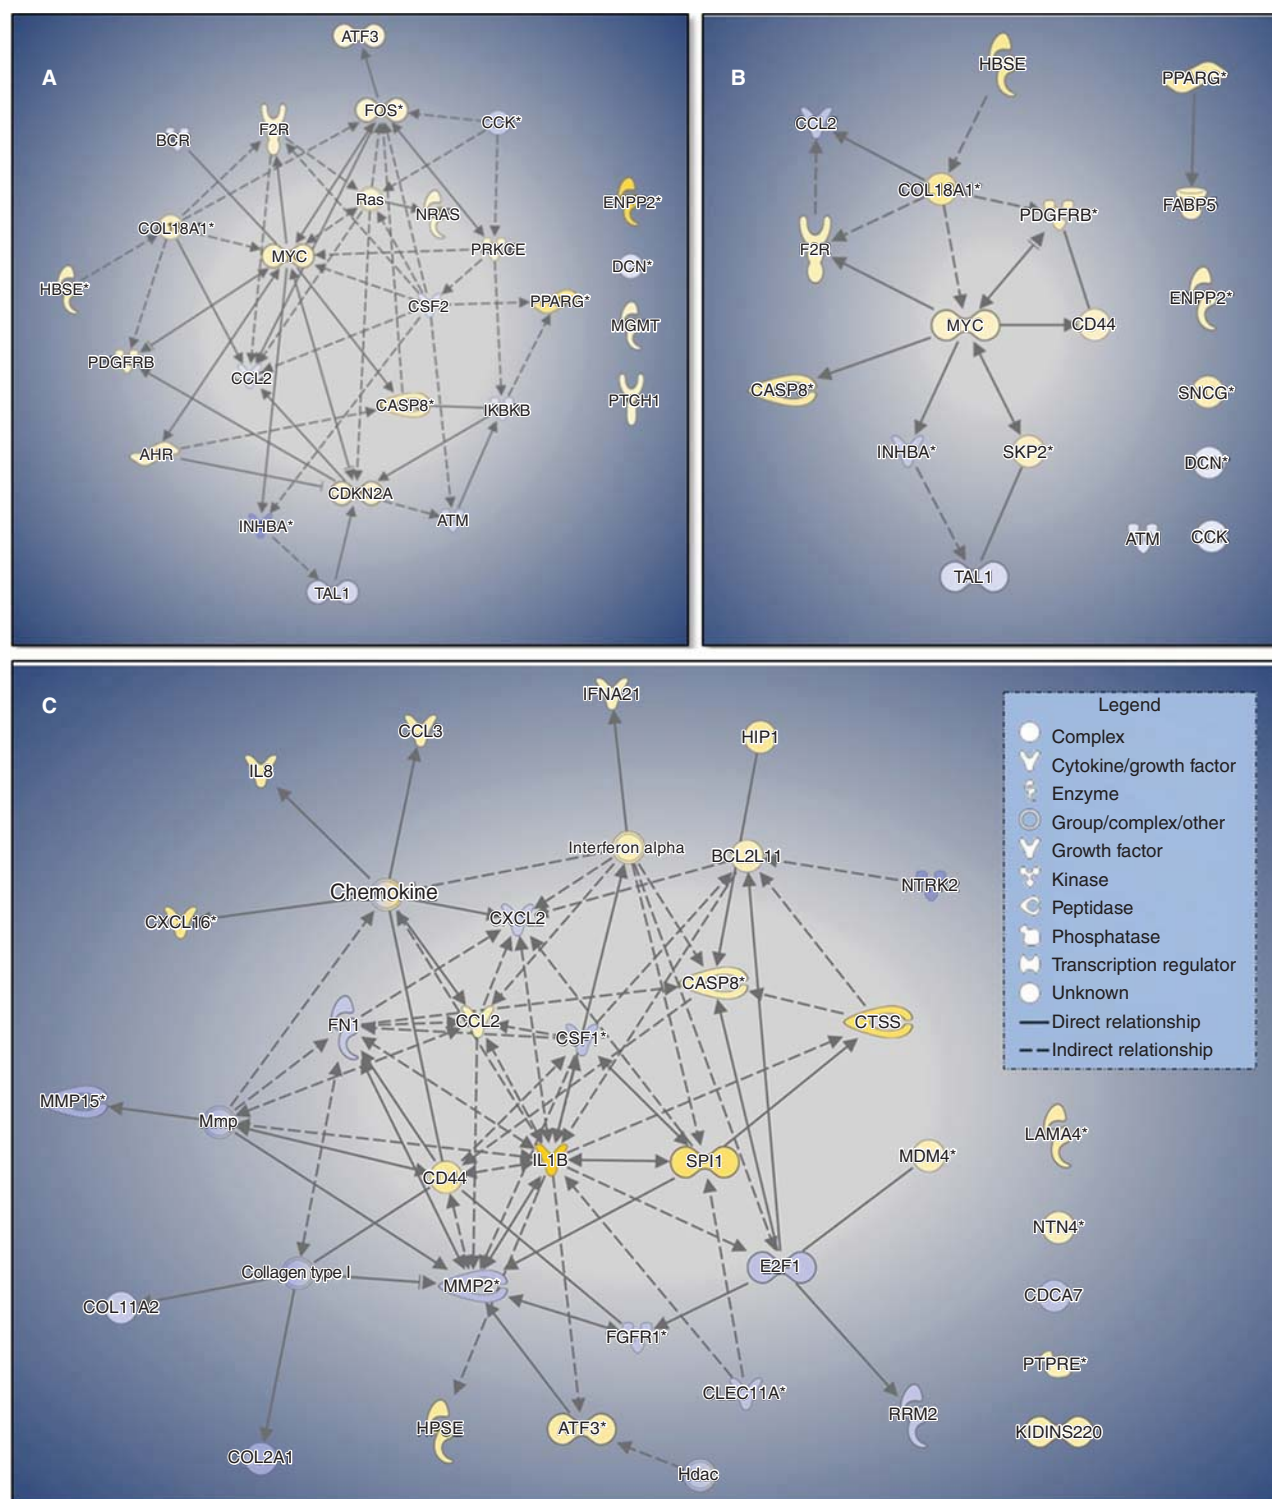 A
ATF3
FOS*
CCK*
BCR
F2R
Ras
NRAS
COL18A1*
MYC
PRKCE
HBSE*
CSF2
PPARG*
PDGFRB
CCL2
CASP8*
IKBKB
AHR
CDKN2A
INHBA*
ATM
TAL1
ENPP2*
DCN*
MGMT
PTCH1
B
HBSE
PPARG*
CCL2
COL18A1*
PDGFRB*
FABP5
F2R
ENPP2*
MYC
CD44
CASP8*
SNCG*
INHBA*
SKP2*
DCN*
ATM
CCK
TAL1
C
IFNA21
CCL3
HIP1
IL8
Interferon alpha
BCL2L11
NTRK2
Chemokine
CXCL16*
CXCL2
CASP8*
FN1
CCL2
CSF1*
CTSS
MMP15*
Mmp
IL1B
SPI1
MDM4*
CD44
Collagen type I
MMP2*
E2F1
COL11A2
FGFR1*
CLEC11A*
RRM2
HPSE
ATF3*
COL2A1
Hdac
Legend
Complex
Cytokine/growth factor
Enzyme
Group/complex/other
Growth factor
Kinase
Peptidase
Phosphatase
Transcription regulator
Unknown
Direct relationship
Indirect relationship
LAMA4*
NTN4*
CDCA7
PTPRE*
KIDINS220